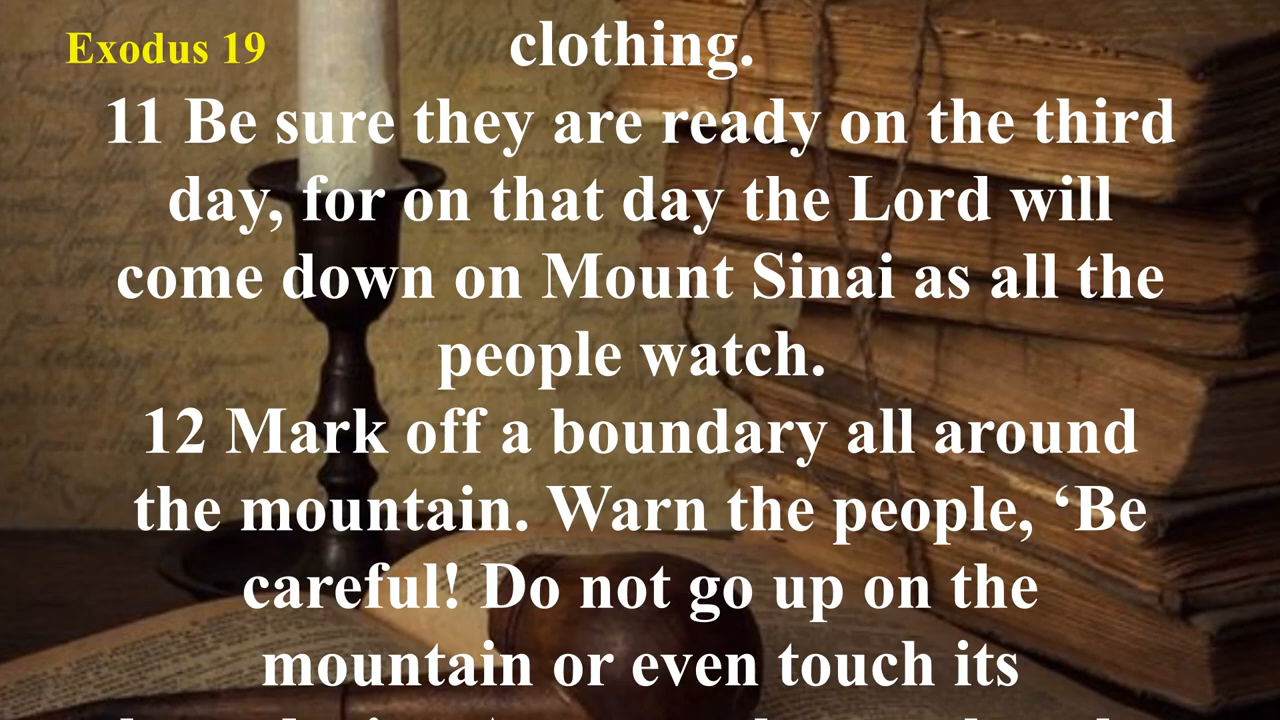 Exodus 19
clothing.
11 Be sure they are ready on the third
day, for on that day the Lord will
come down on Mount Sinai as all the
people watch.
12 Mark off a boundary all around
the mountain. Warn the people, ‘Be
careful! Do not go up on the
mountain or even touch its